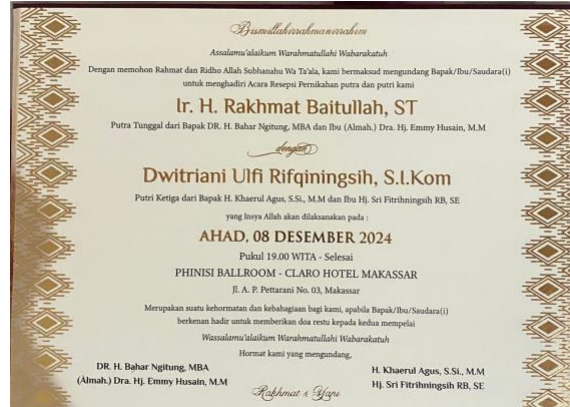 Bismillahirrahmanirrahim
Assalamu'alaikum Warahmatullahi Wabarakatuh
Dengan memohon Rahmat dan Ridho Allah Subhanahu Wa Ta'ala, kami bermaksud mengundang Bapak/Ibu/Saudara(i)
untuk menghadiri Acara Resepsi Pernikahan putra dan putri kami
Ir. H. Rakhmat Baitullah, ST
Putra Tunggal dari Bapak DR. H. Bahar Ngitung, MBA dan Ibu (Almah.) Dra. Hj. Emmy Husain, M.M
dengan
Dwitriani Ulfi Rifqiningsih, S.I.Kom
Putri Ketiga dari Bapak H. Khaerul Agus, S.Si., M.M dan Ibu Hj. Sri Fitrihningsih RB, SE
yang Insya Allah akan dilaksanakan pada :
AHAD, 08 DESEMBER 2024
Pukul 19.00 WITA - Selesai
PHINISI BALLROOM - CLARO HOTEL MAKASSAR
Jl. A. P. Pettarani No. 03, Makassar
Merupakan suatu kehormatan dan kebahagiaan bagi kami, apabila Bapak/Ibu/Saudara(i)
berkenan hadir untuk memberikan doa restu kepada kedua mempelai
Wassalamu'alaikum Warahmatullahi Wabarakatuh
Hormat kami yang mengundang,
DR. H. Bahar Ngitung, MBA
(Almah.) Dra. Hj. Emmy Husain, M.M
H. Khaerul Agus, S.Si., M.M
Hj. Sri Fitrihningsih RB, SE
Rakhmat & Yapi